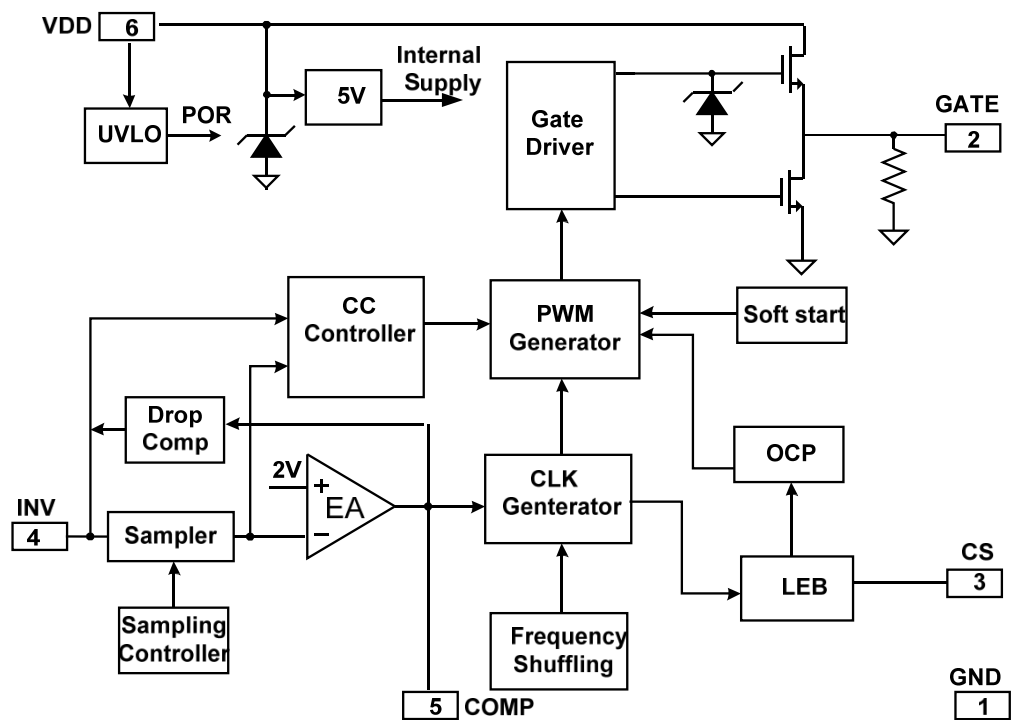 VDD
6
UVLO
POR
5V
Internal
Supply
Gate
Driver
GATE
2
CC
Controller
PWM
Generator
Soft start
Drop
Comp
2V
+
EA
−
CLK
Genterator
OCP
INV
4
Sampler
LEB
CS
3
Sampling
Controller
Frequency
Shuffling
5
COMP
GND
1